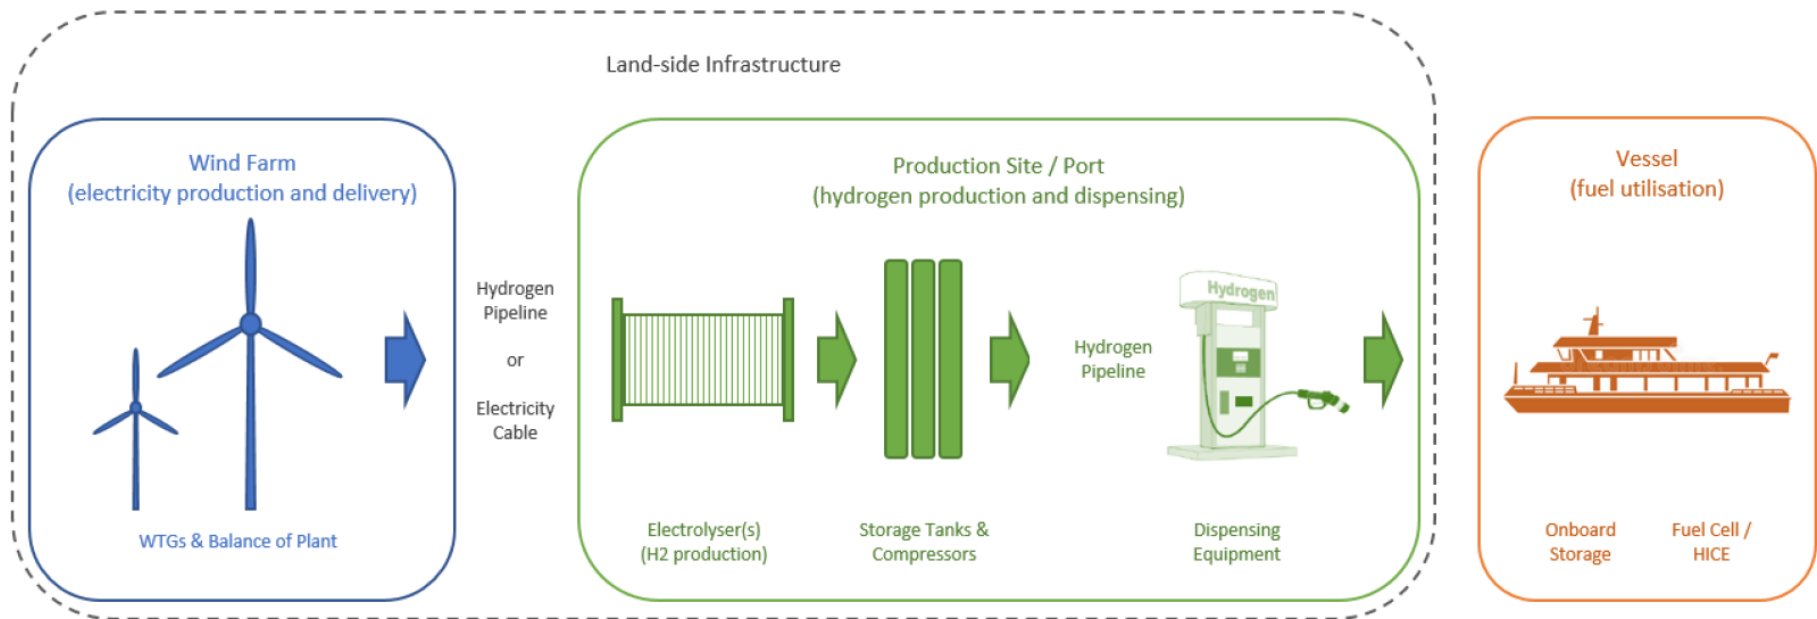 Land-side Infrastructure
Wind Farm
(electricity production and delivery)
WTGs & Balance of Plant
Hydrogen
Pipeline
or
Electricity
Cable
Production Site / Port
(hydrogen production and dispensing)
Electrolyser(s)
(H2 production)
Storage Tanks &
Compressors
Hydrogen
Pipeline
Hydrogen
Dispensing
Equipment
Vessel
(fuel utilisation)
Onboard
Storage
Fuel Cell /
HICE